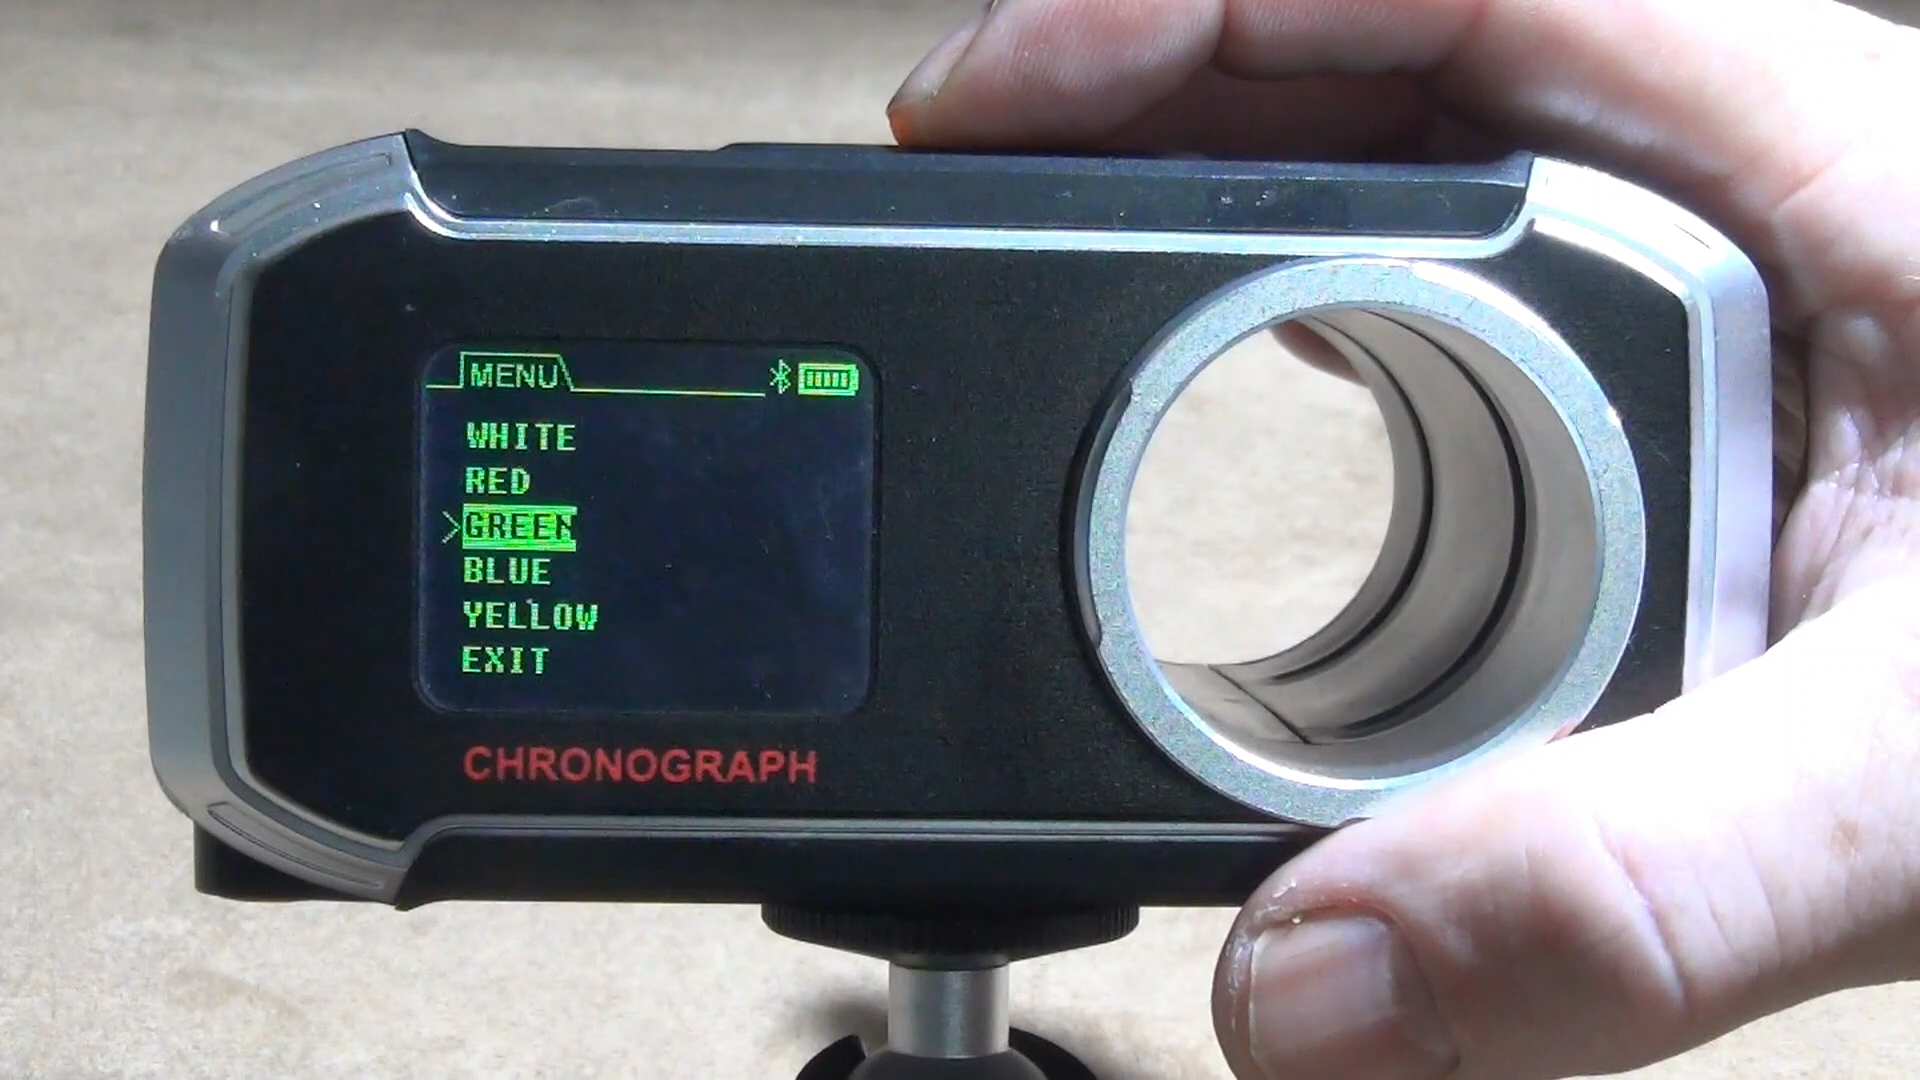 MENU
WHITE
RED
GREEN
BLUE
YELLOW
EXIT
CHRONOGRAPH